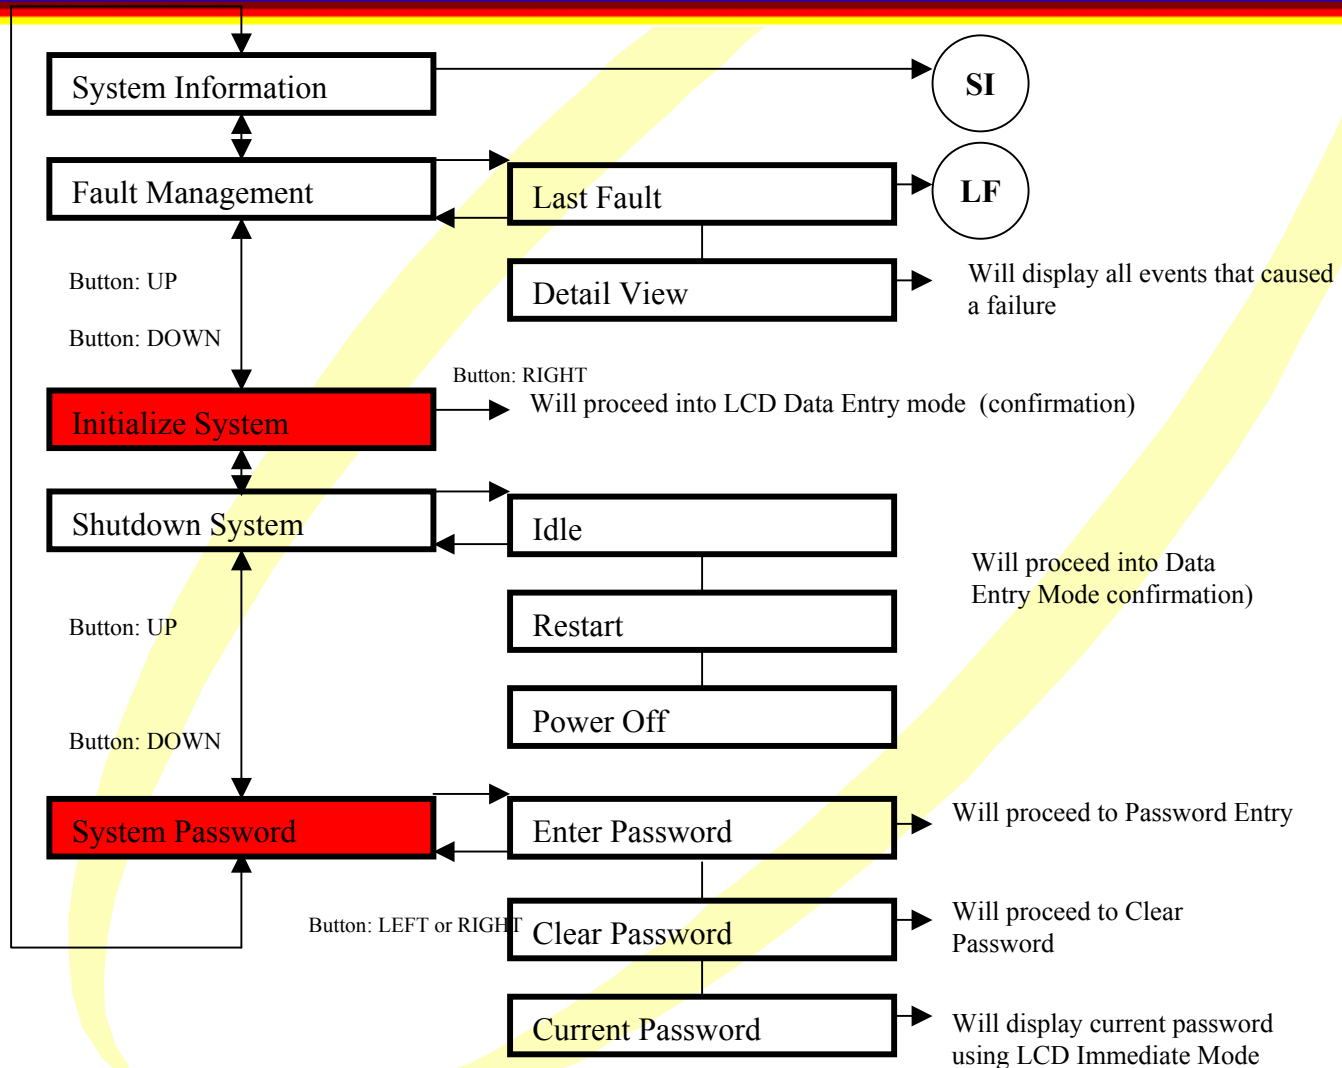 System Information
SI
Fault Management
Last Fault
LF
Button: UP
Detail View
Will display all events that caused
a failure
Button: DOWN
Button: RIGHT
Initialize System
Will proceed into LCD Data Entry mode  (confirmation)
Shutdown System
Idle
Will proceed into Data
Entry Mode confirmation)
Button: UP
Restart
Power Off
Button: DOWN
System Password
Enter Password
Will proceed to Password Entry
Button: LEFT or RIGHT
Clear Password
Will proceed to Clear
Password
Current Password
Will display current password
using LCD Immediate Mode